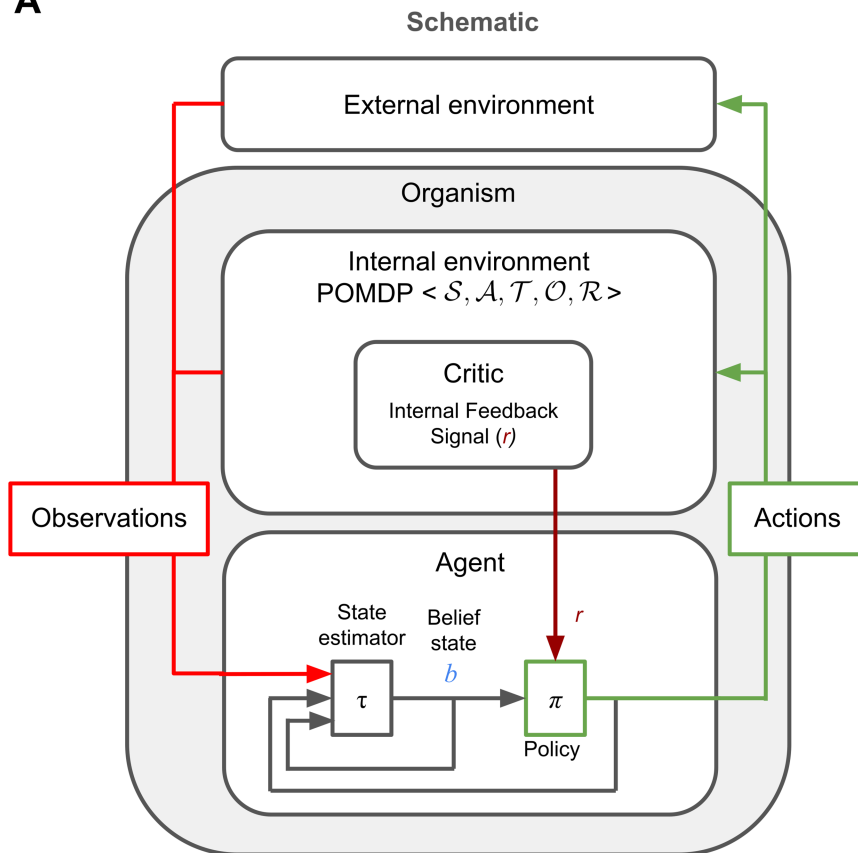 A
Schematic
External environment
Organism
Internal environment
POMDP < 𝒮, 𝒜, 𝒯, 𝒪, ℛ >
Critic
Internal Feedback
Signal (r)
Observations
Actions
Agent
State
estimator
Belief
state
b
r
τ
π
Policy